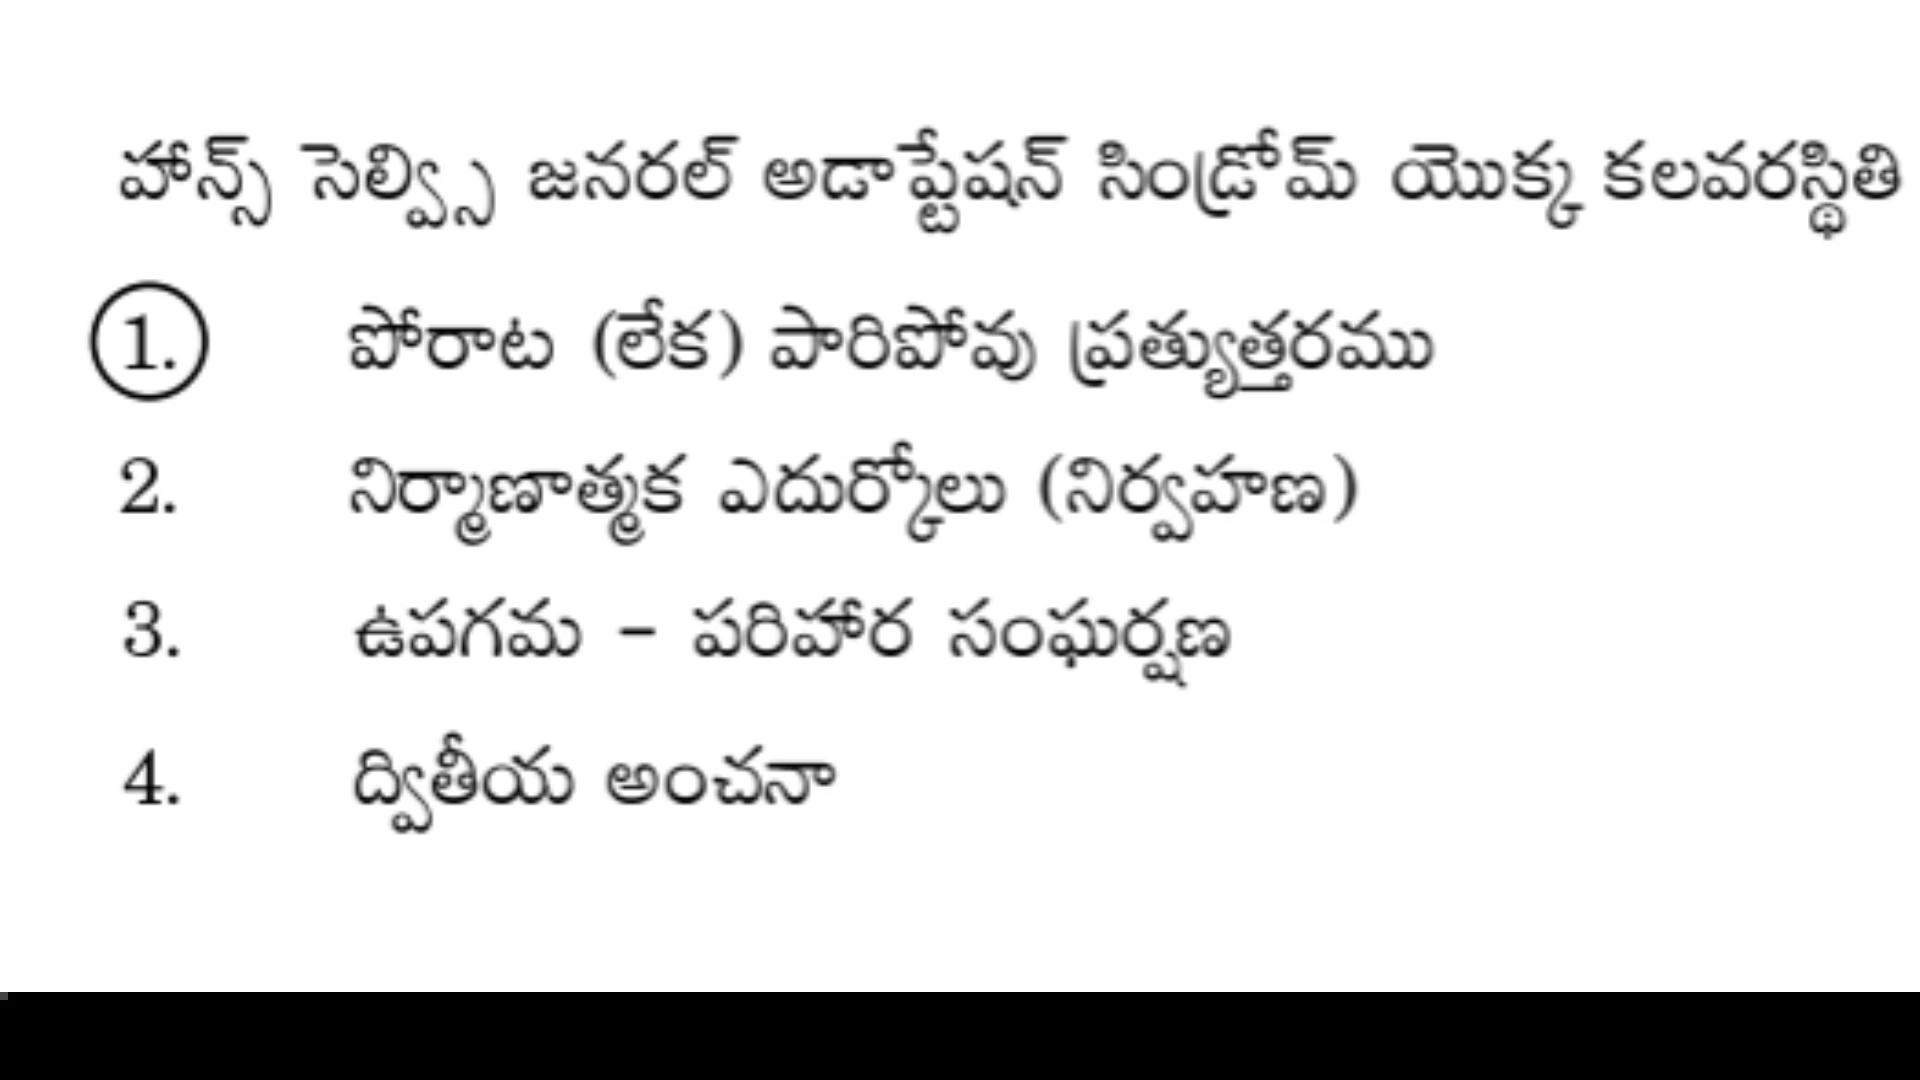 హాన్స్ సెల్వ్సి జనరల్ అడాప్టేషన్ సిండ్రోమ్ యొక్క కలవరస్థితి
1. పోరాట (లేక) పారిపోవు ప్రత్యుత్తరము
2. నిర్మాణాత్మక ఎదుర్కోలు (నిర్వహణ)
3. ఉపగమ – పరిహార సంఘర్షణ
4. ద్వితీయ అంచనా